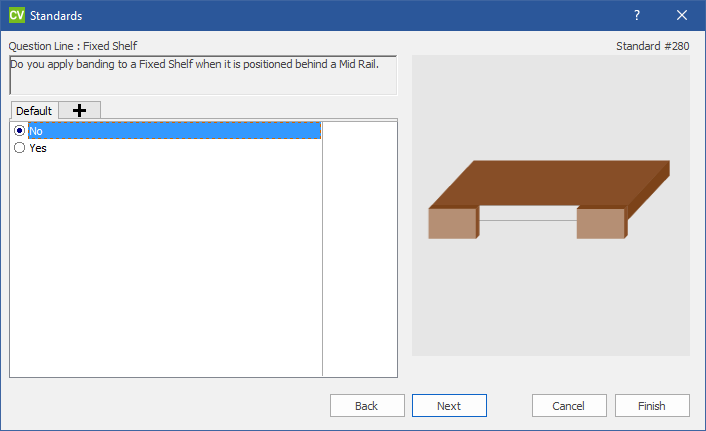 CV Standards
?
Question Line : Fixed Shelf
Standard #280
Do you apply banding to a Fixed Shelf when it is positioned behind a Mid Rail.
Default
No
Yes
Back
Next
Cancel
Finish